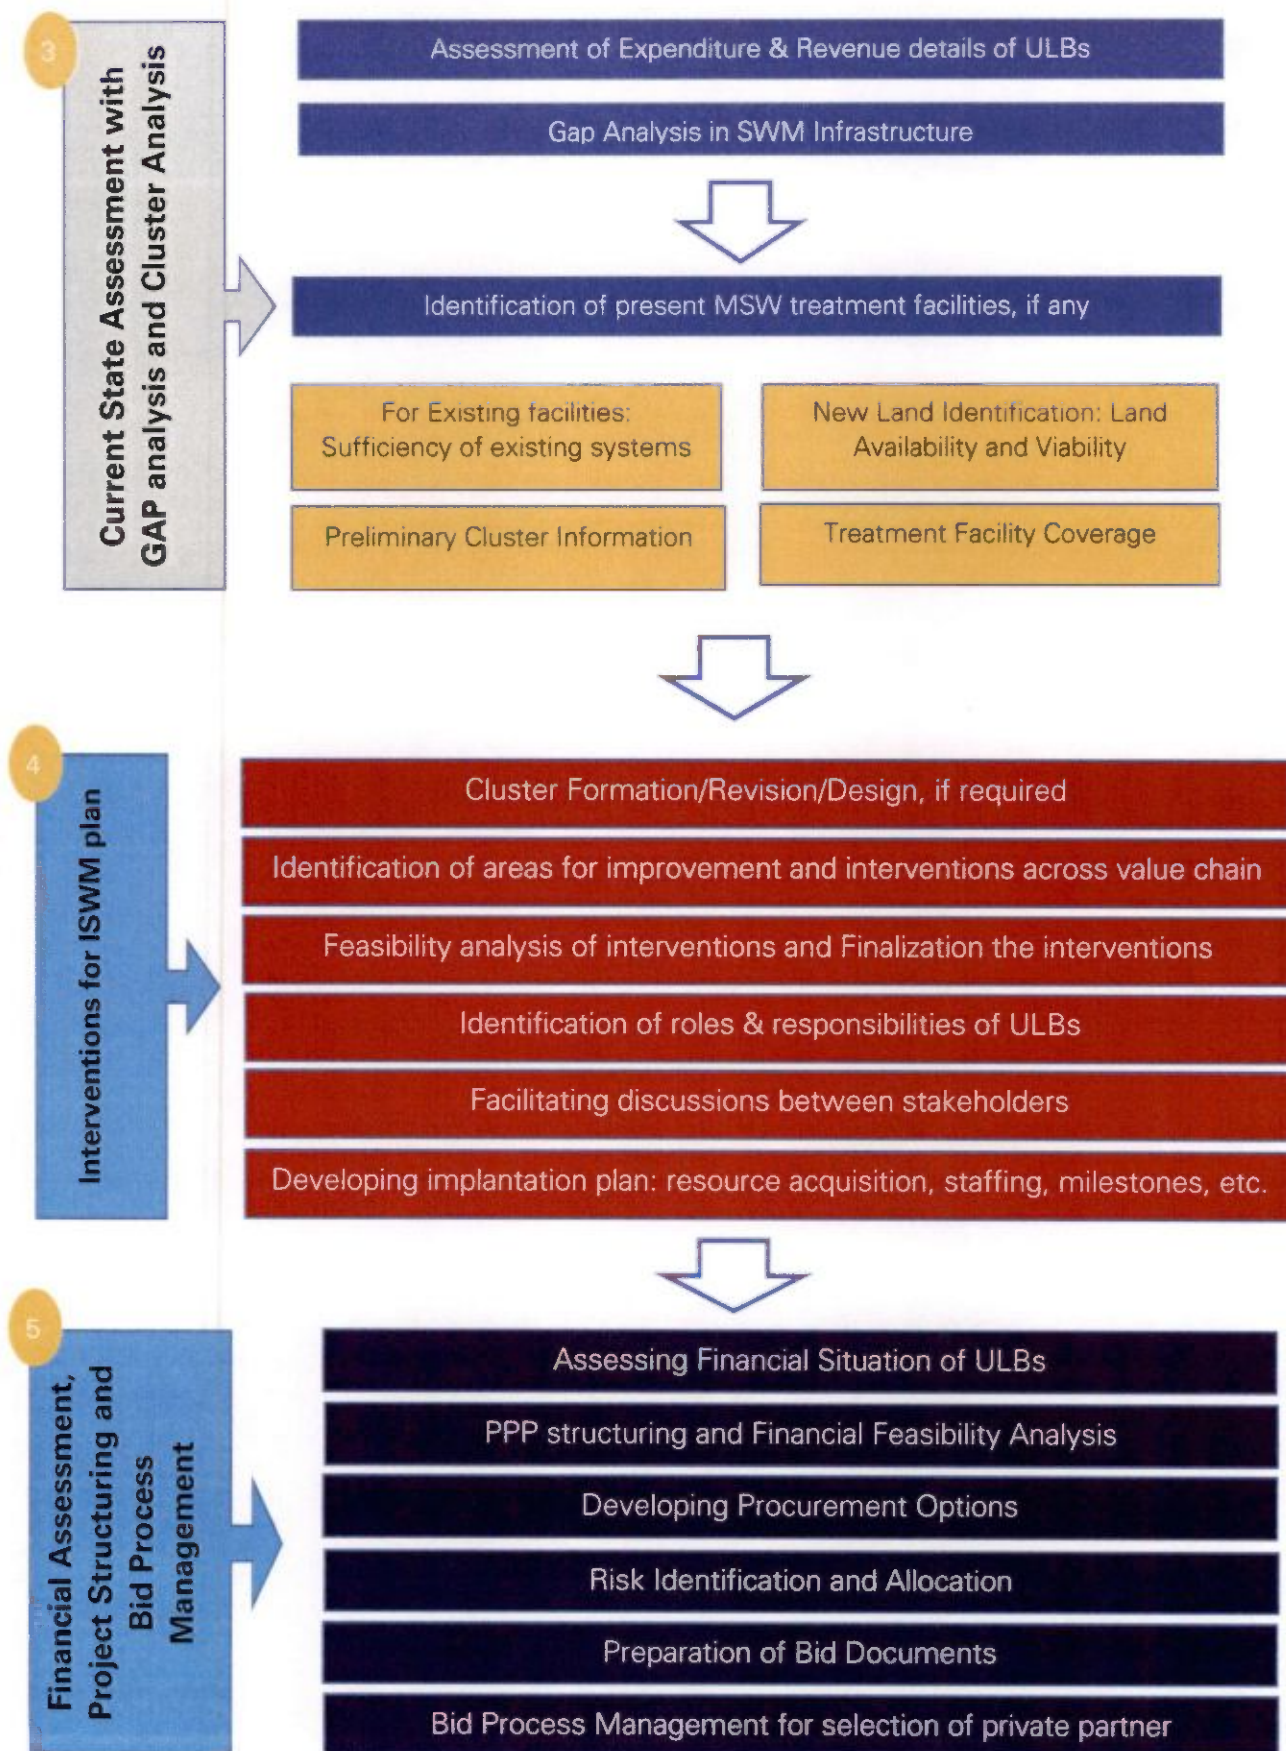 3
Current State Assessment with
GAP analysis and Cluster Analysis
Assessment of Expenditure & Revenue details of ULBs
Gap Analysis in SWM Infrastructure
Identification of present MSW treatment facilities, if any
For Existing facilities:
Sufficiency of existing systems
New Land Identification: Land
Availability and Viability
Preliminary Cluster Information
Treatment Facility Coverage
4
Interventions for ISWM plan
Cluster Formation/Revision/Design, if required
Identification of areas for improvement and interventions across value chain
Feasibility analysis of interventions and Finalization the interventions
Identification of roles & responsibilities of ULBs
Facilitating discussions between stakeholders
Developing implantation plan: resource acquisition, staffing, milestones, etc.
5
Financial Assessment,
Project Structuring and
Bid Process
Management
Assessing Financial Situation of ULBs
PPP structuring and Financial Feasibility Analysis
Developing Procurement Options
Risk Identification and Allocation
Preparation of Bid Documents
Bid Process Management for selection of private partner